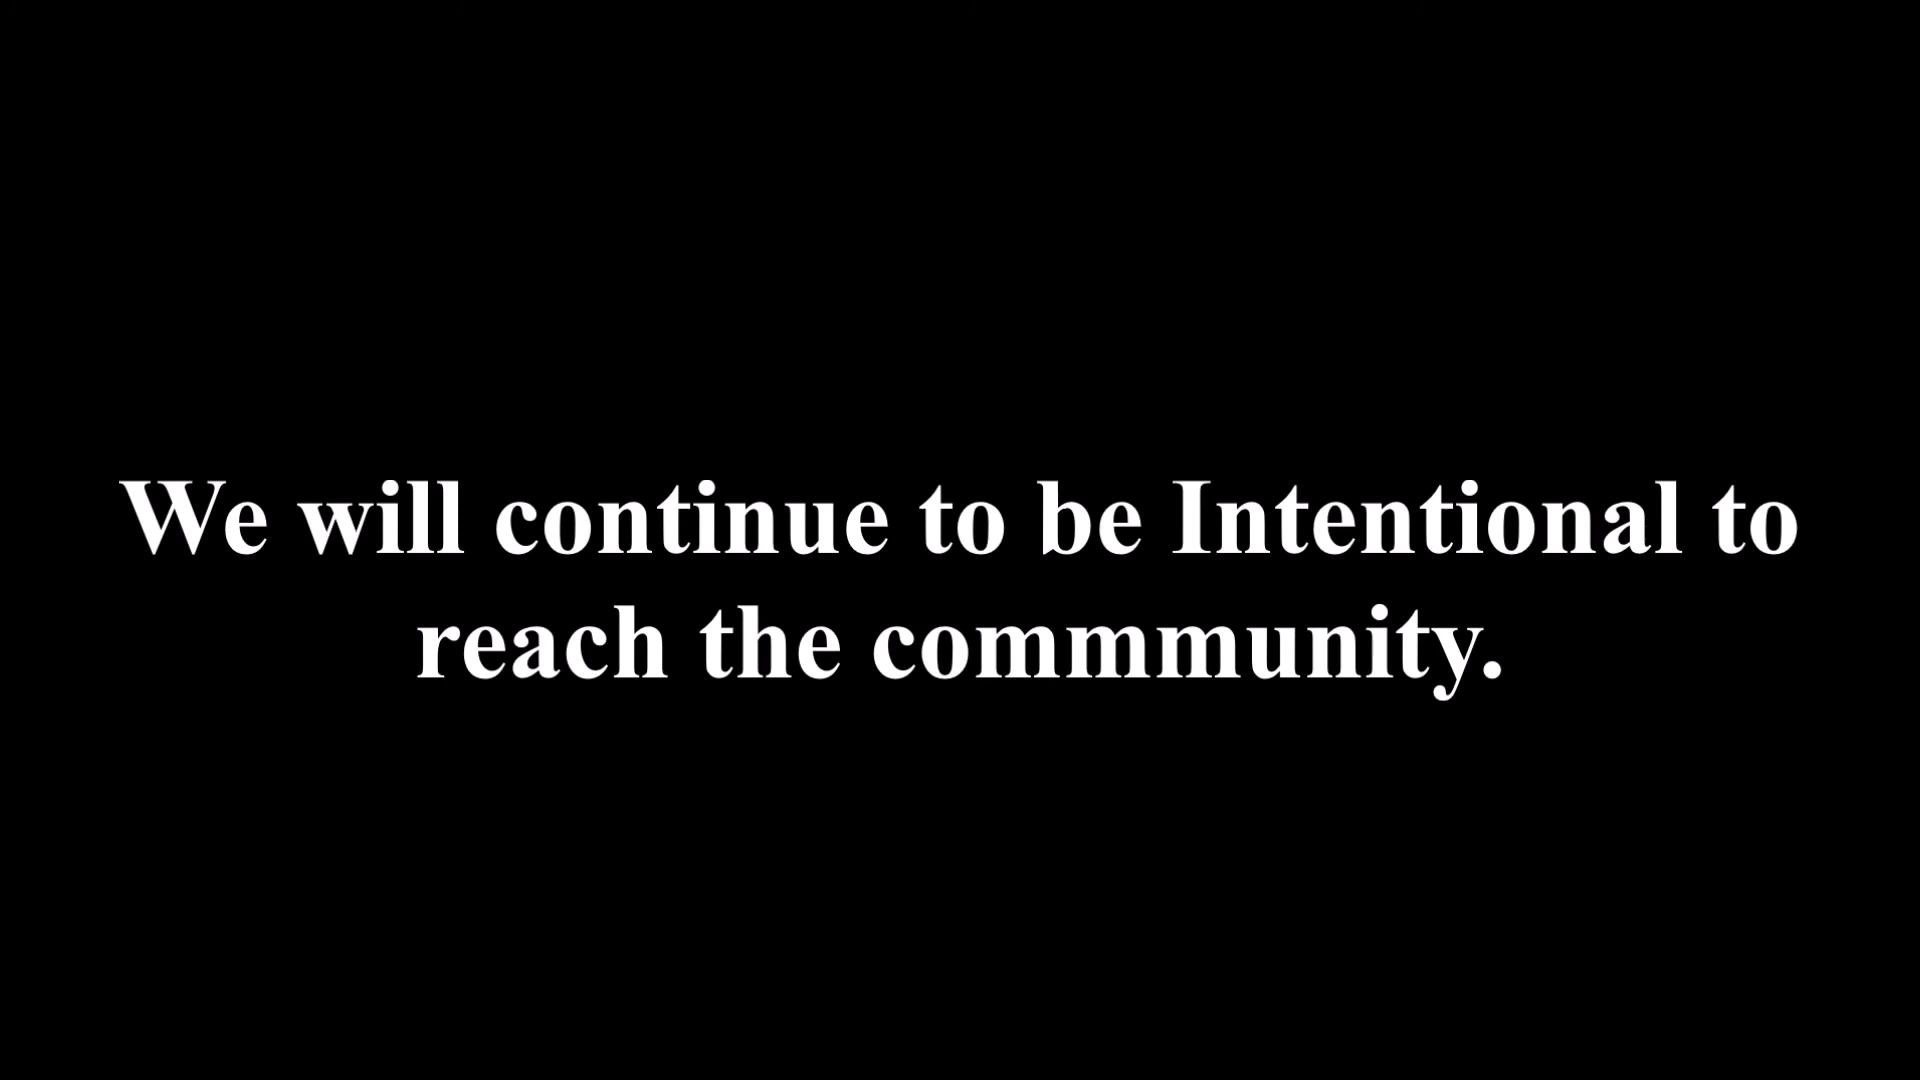 We will continue to be Intentional to
reach the commmunity.